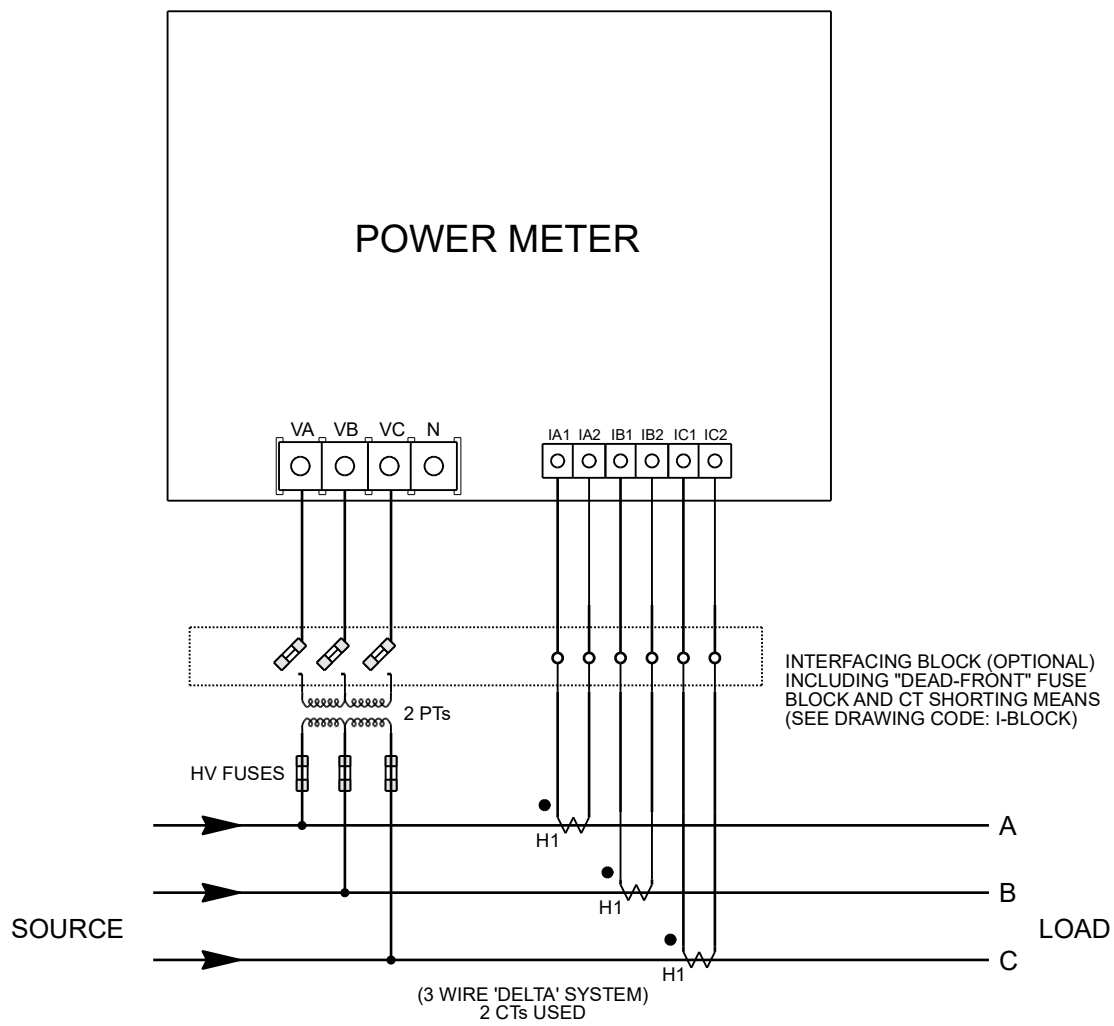 POWER METER
VA VB VC N
IA1 IA2 IB1 IB2 IC1 IC2
INTERFACING BLOCK (OPTIONAL)
INCLUDING "DEAD-FRONT" FUSE
BLOCK AND CT SHORTING MEANS
(SEE DRAWING CODE: I-BLOCK)
2 PTs
HV FUSES
A
H1
B
H1
SOURCE
LOAD
C
H1
(3 WIRE 'DELTA' SYSTEM)
2 CTs USED